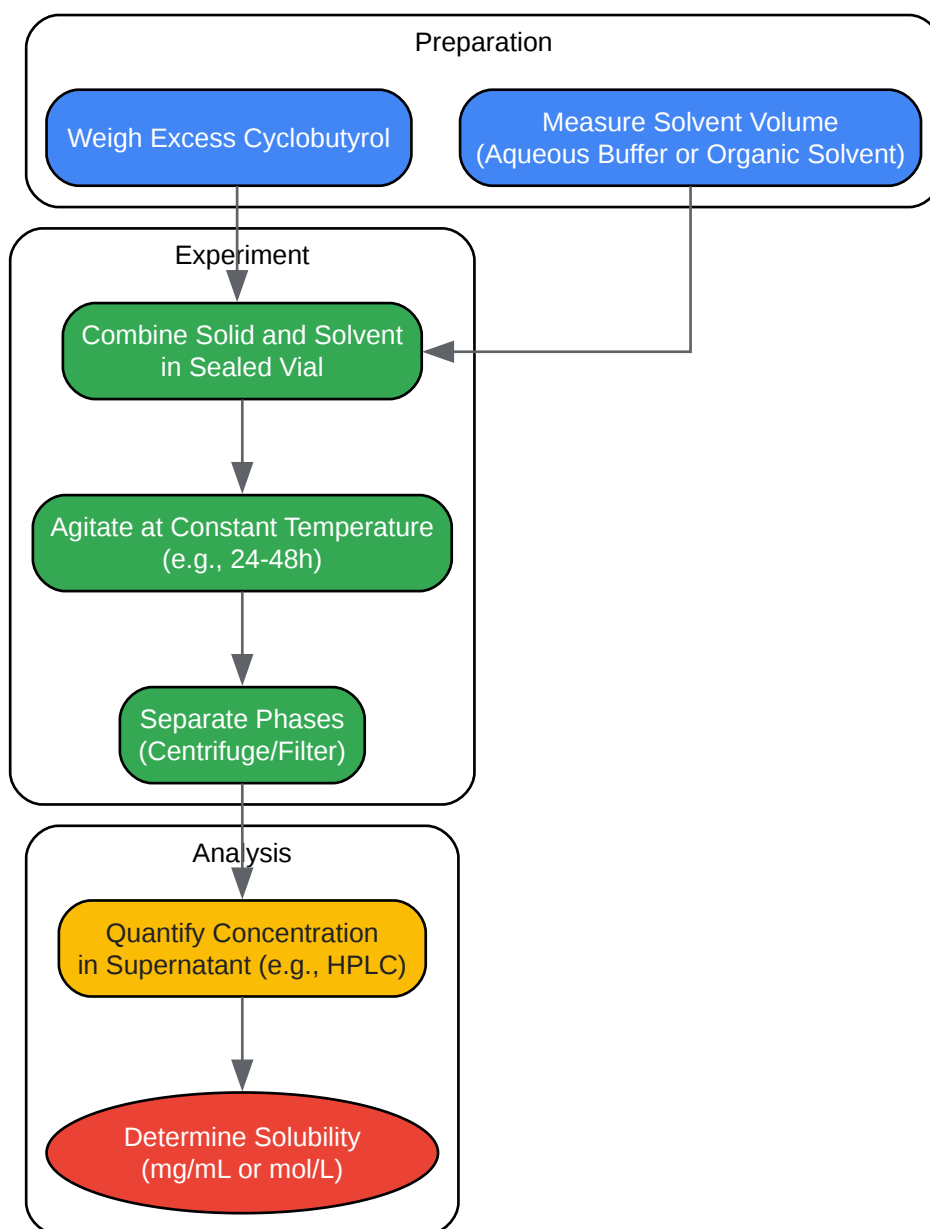 Preparation
Weigh Excess Cyclobutyrol
Measure Solvent Volume
(Aqueous Buffer or Organic Solvent)
Experiment
Combine Solid and Solvent
in Sealed Vial
Agitate at Constant Temperature
(e.g., 24-48h)
Separate Phases
(Centrifuge/Filter)
Analysis
Quantify Concentration
in Supernatant (e.g., HPLC)
Determine Solubility
(mg/mL or mol/L)